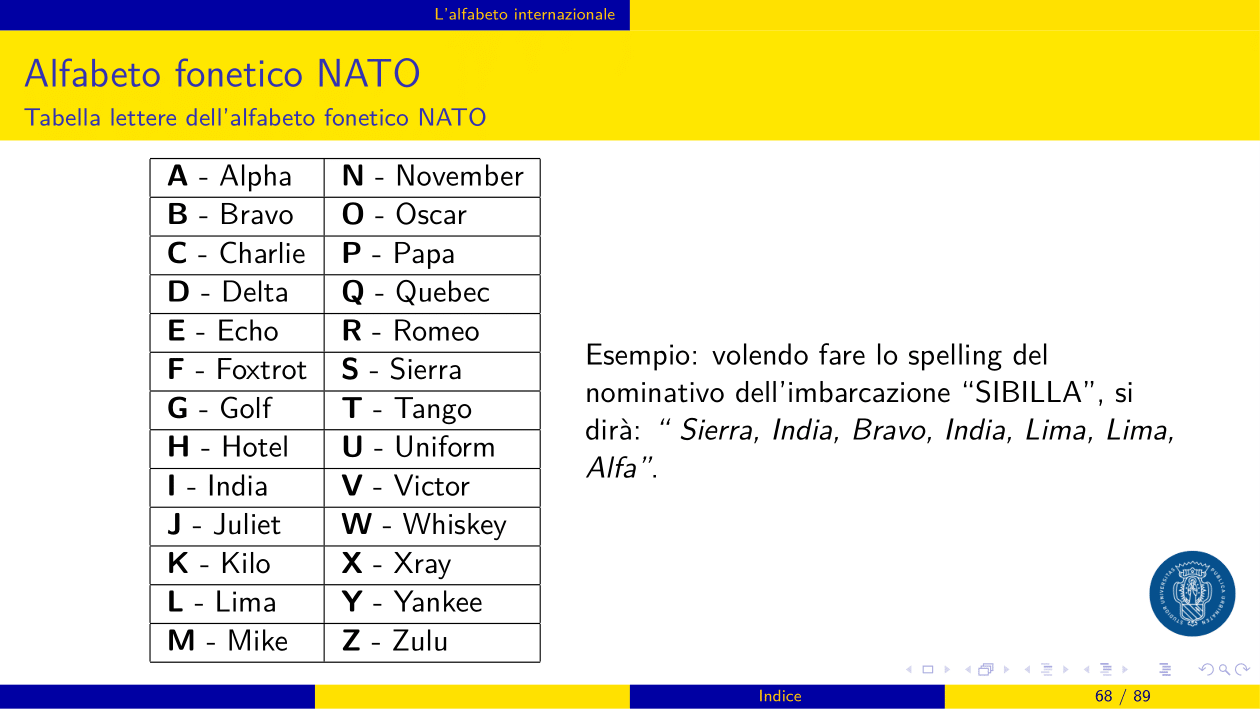 L'alfabeto internazionale
Alfabeto fonetico NATO
Tabella lettere dell'alfabeto fonetico NATO
A - Alpha N - November
B - Bravo O - Oscar
C - Charlie P - Papa
D - Delta Q - Quebec
E - Echo R - Romeo
F - Foxtrot S - Sierra
G - Golf T - Tango
H - Hotel U - Uniform
I - India V - Victor
J - Juliet W - Whiskey
K - Kilo X - Xray
L - Lima Y - Yankee
M - Mike Z - Zulu
Esempio: volendo fare lo spelling del
nominativo dell'imbarcazione “SIBILLA”, si
dirà: “ Sierra, India, Bravo, India, Lima, Lima,
Alfa”.
Indice
68 / 89